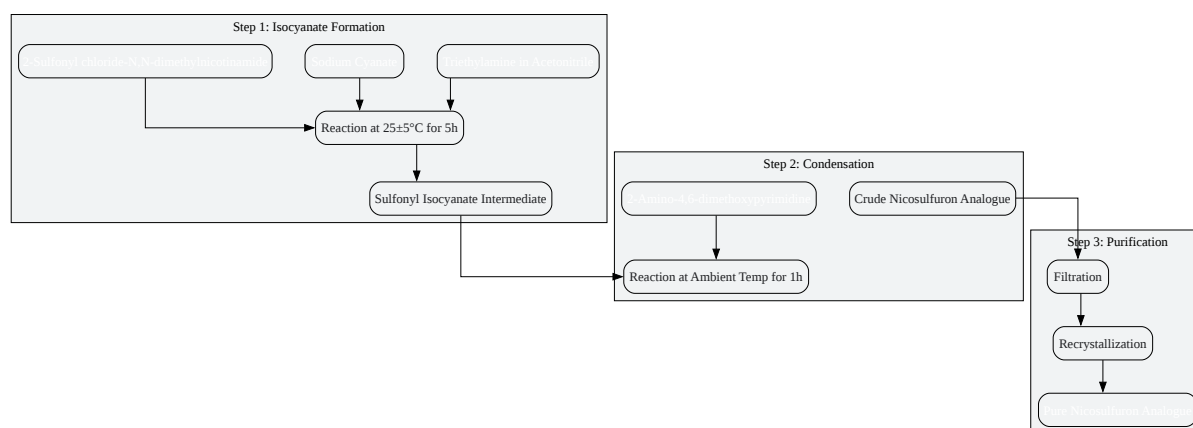 Step 1: Isocyanate Formation
2-Sulfonyl chloride-N,N-dimethylnicotinamide
Sodium Cyanate
Triethylamine in Acetonitrile
Reaction at 25±5°C for 5h
Sulfonyl Isocyanate Intermediate
Step 2: Condensation
2-Amino-4,6-dimethoxypyrimidine
Crude Nicosulfuron Analogue
Reaction at Ambient Temp for 1h
Step 3: Purification
Filtration
Recrystallization
Pure Nicosulfuron Analogue